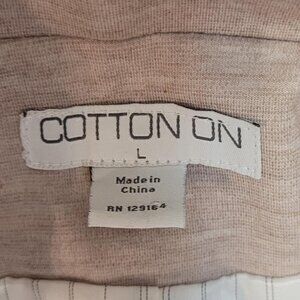 COTTON ON
L
Made in
China
RN 129164